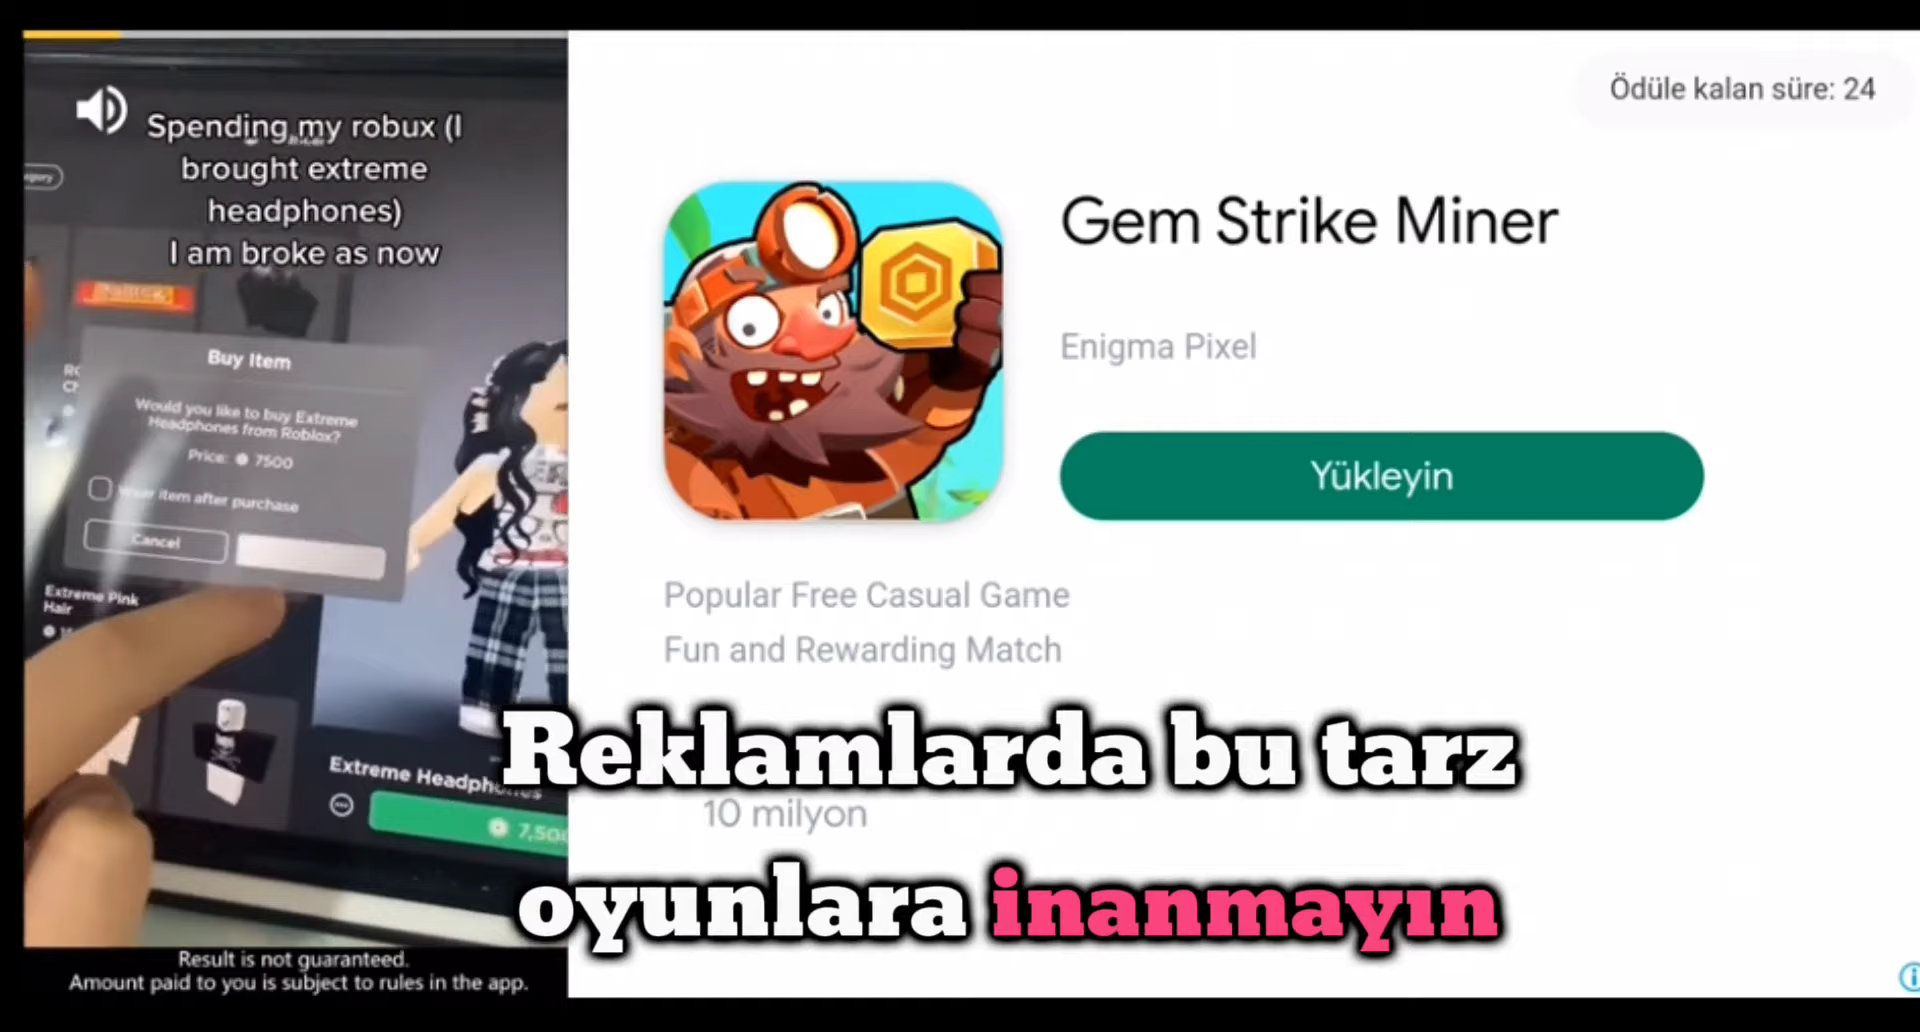 Spending my robux (I
brought extreme
headphones)
I am broke as now
Buy Item
Would you like to buy Extreme
Headphones from Roblox?
Price: 7500
item after purchase
Cancel
Extreme Pink
Hair
Extreme Headphones
7,500
Result is not guaranteed.
Amount paid to you is subject to rules in the app.
Ödüle kalan süre: 24
Gem Strike Miner
Enigma Pixel
Yükleyin
Popular Free Casual Game
Fun and Rewarding Match
10 milyon
Reklamlarda bu tarz
oyunlara inanmayın